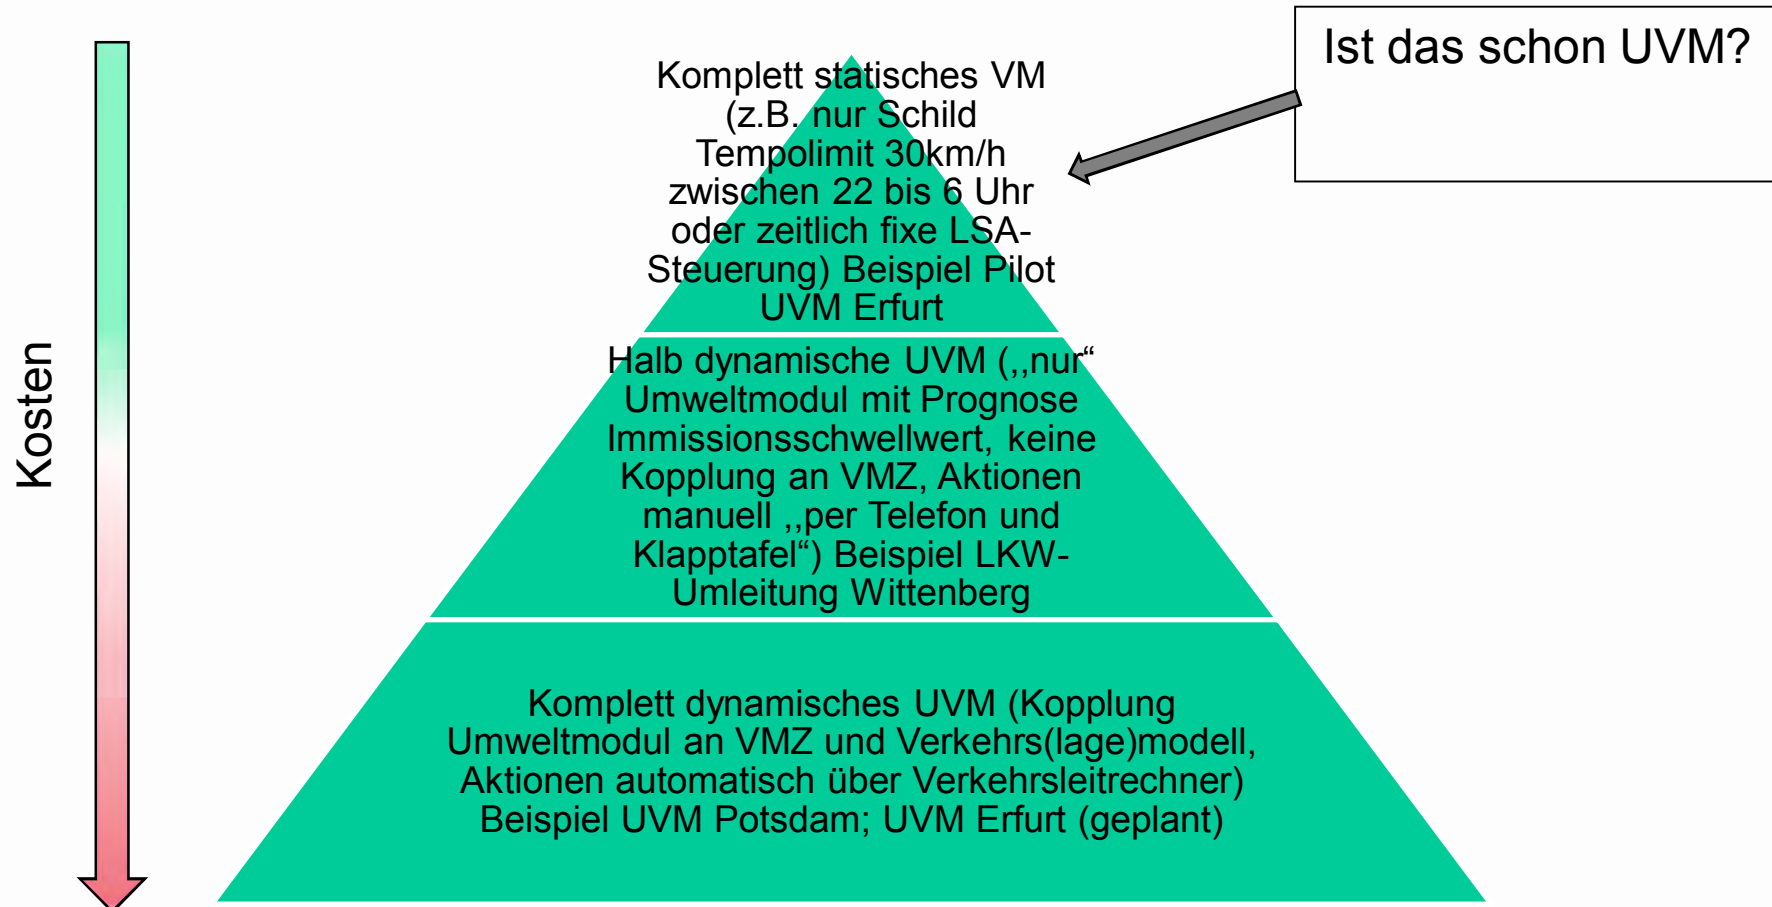 Kosten
Komplett statisches VM
(z.B. nur Schild
Tempolimit 30km/h
zwischen 22 bis 6 Uhr
oder zeitlich fixe LSA-
Steuerung) Beispiel Pilot
UVM Erfurt
Ist das schon UVM?
Halb dynamische UVM (,,nur“
Umweltmodul mit Prognose
Immissionsschwellwert, keine
Kopplung an VMZ, Aktionen
manuell ,,per Telefon und
Klapptafel“) Beispiel LKW-
Umleitung Wittenberg
Komplett dynamisches UVM (Kopplung
Umweltmodul an VMZ und Verkehrs(lage)modell,
Aktionen automatisch über Verkehrsleitrechner)
Beispiel UVM Potsdam; UVM Erfurt (geplant)